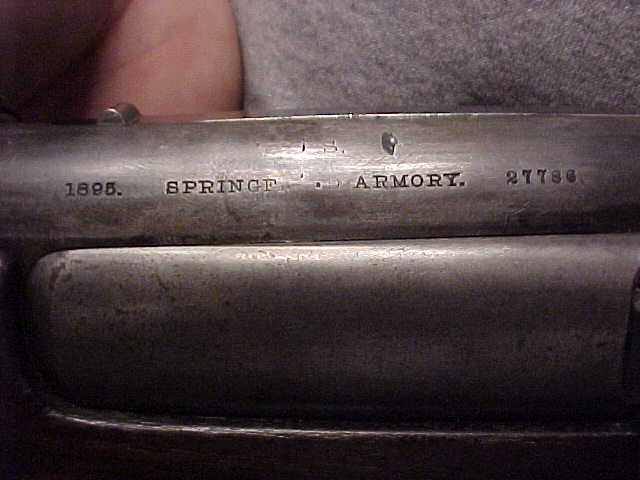 S.
1895. SPRINGF . ARMORY. 27786